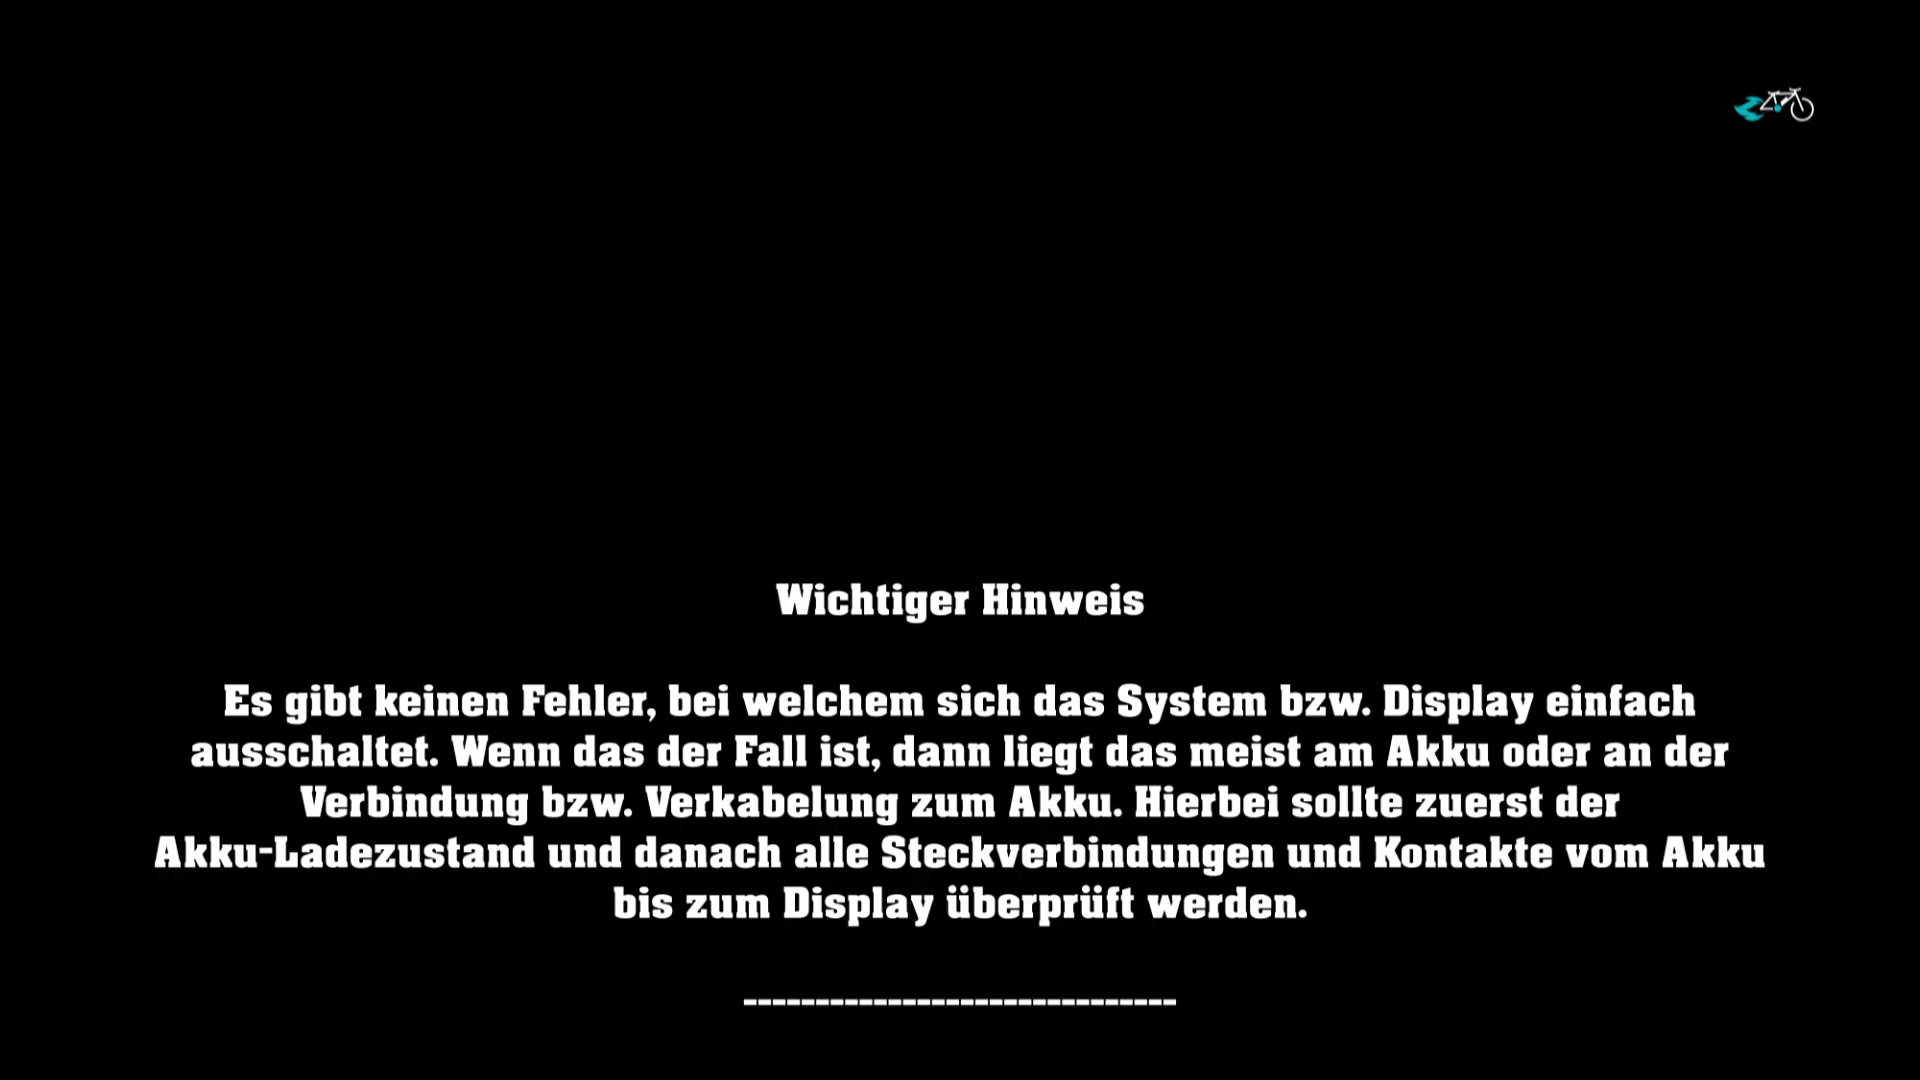 Wichtiger Hinweis
Es gibt keinen Fehler, bei welchem sich das System bzw. Display einfach
ausschaltet. Wenn das der Fall ist, dann liegt das meist am Akku oder an der
Verbindung bzw. Verkabelung zum Akku. Hierbei sollte zuerst der
Akku-Ladezustand und danach alle Steckverbindungen und Kontakte vom Akku
bis zum Display überprüft werden.
------------------------------